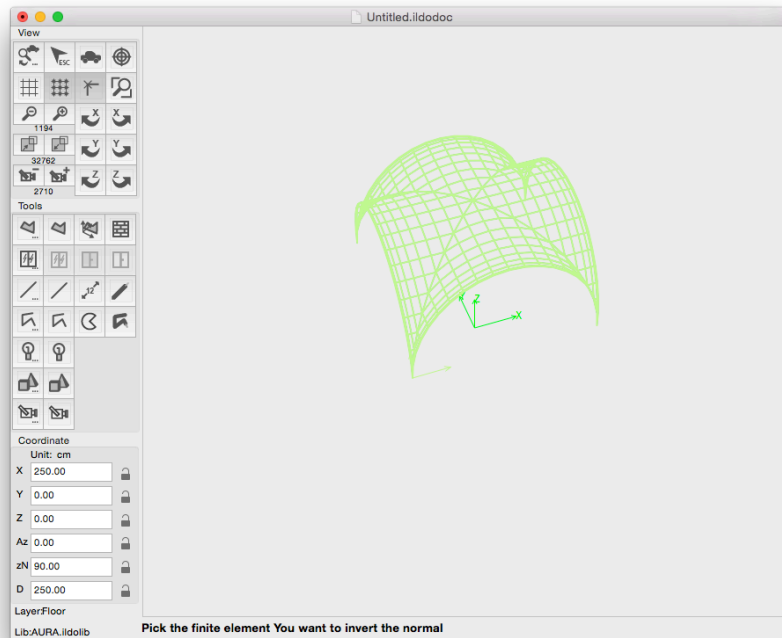 Untitled.ildodoc
View
ESC
X X
1194
Y Y
32762
Z Z
2710
Tools
12
Coordinate
Unit: cm
X 250.00
Y 0.00
Z 0.00
Az 0.00
zN 90.00
D 250.00
Layer:Floor
Lib:AURA.ildolib
Y Z
X
Pick the finite element You want to invert the normal